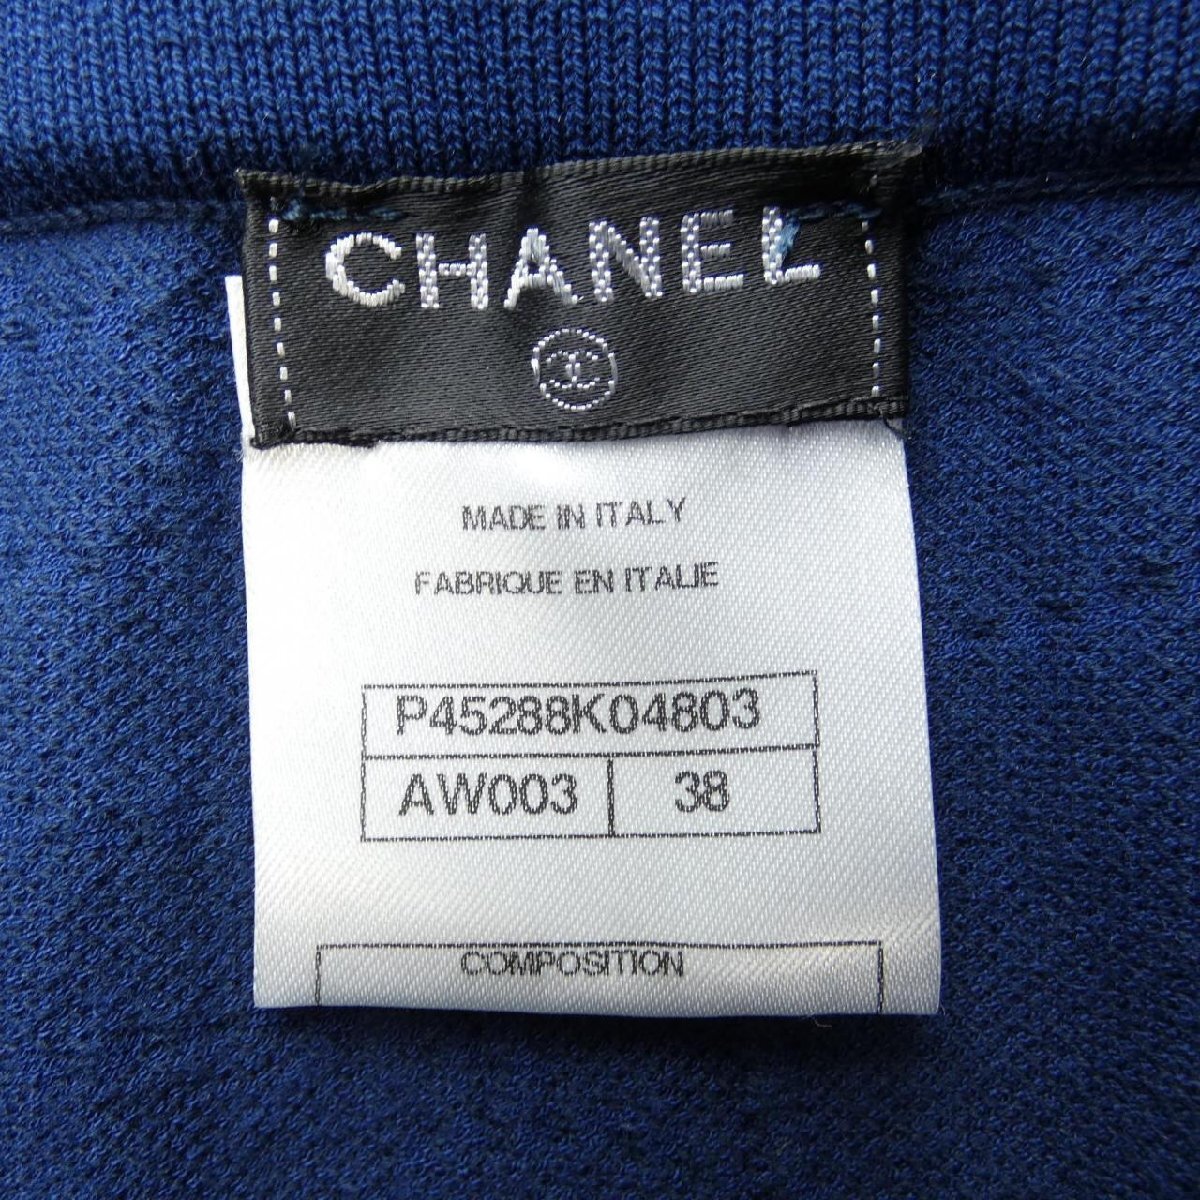 CHANEL
MADE IN ITALY
FABRIQUE EN ITALIE
P45288K04803
AW003 38
COMPOSITION